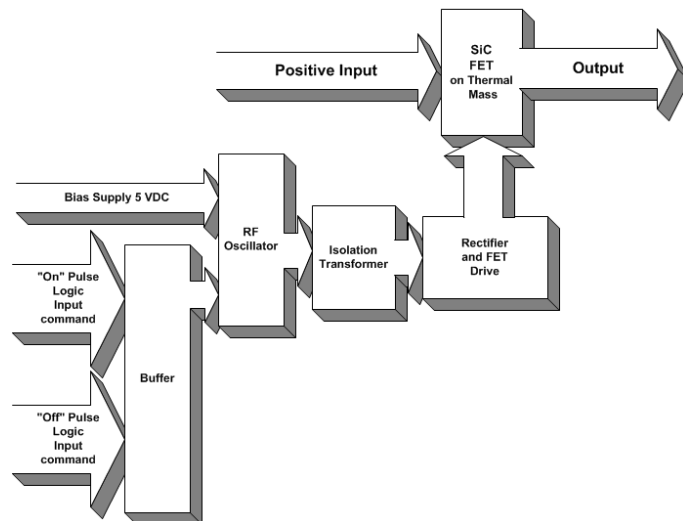 SiC
FET
on Thermal
Mass
Positive Input
Output
Bias Supply 5 VDC
RF
Oscillator
Isolation
Transformer
Rectifier
and FET
Drive
"On" Pulse
Logic
Input
command
Buffer
"Off" Pulse
Logic
Input
command